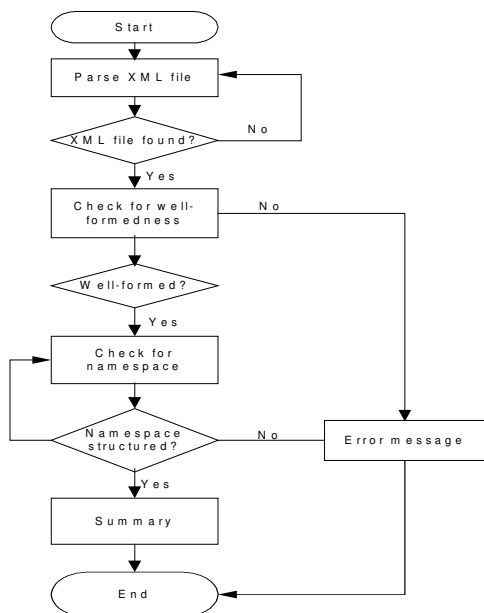 Start
Parse XML file
No
XML file found?
Yes
Check for well-
formedness
No
Well-formed?
Yes
Check for
namespace
Namespace
structured?
No
Error message
Yes
Summary
End